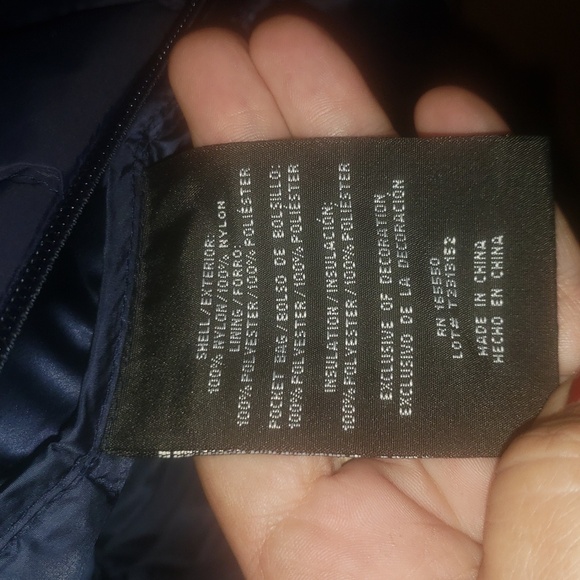 SHELL/EXTERIOR:
100% NYLON/100% NYLON
LINING/FORRO:
100% POLYESTER/100% POLIÉSTER
POCKET BAG/BOLSO DE BOLSILLO:
100% POLYESTER/100% POLIÉSTER
INSULATION/INSULACIÓN:
100% POLYESTER/100% POLIÉSTER
EXCLUSIVE OF DECORATION
EXCLUSIVO DE LA DECORACIÓN
RN 165550
LOT# T23I3152
MADE IN CHINA
HECHO EN CHINA